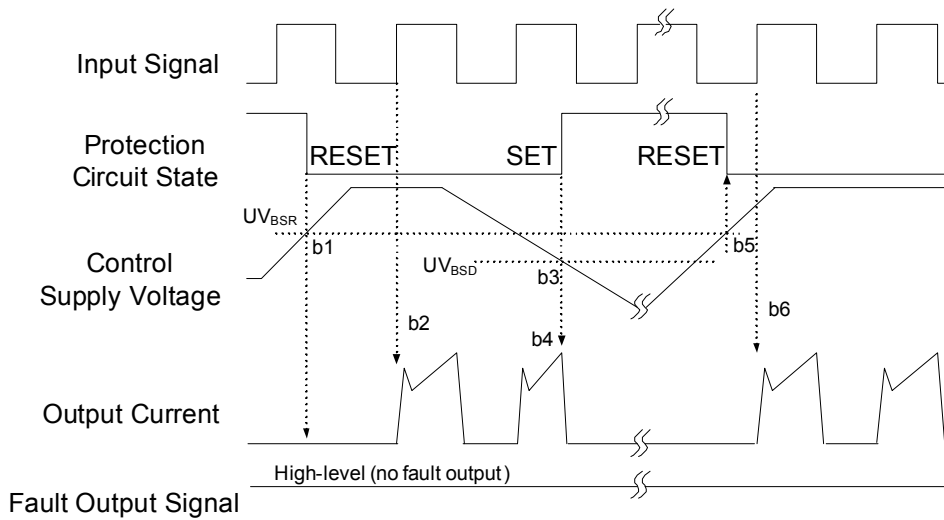 Input Signal
Protection
Circuit State
RESET
SET
RESET
UVBSR
b1
b5
Control
Supply Voltage
UVBSD
b3
b2
b4
b6
Output Current
High-level (no fault output)
Fault Output Signal